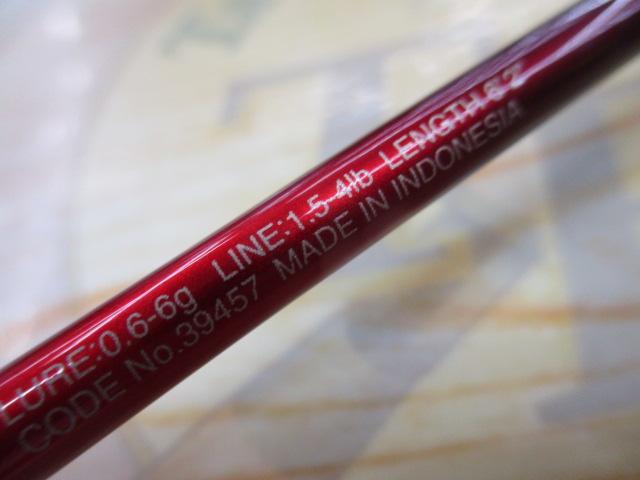 LURE:0.6-6g LINE:1.5-4lb LENGTH 6'2"
CODE No.39457 MADE IN INDONESIA